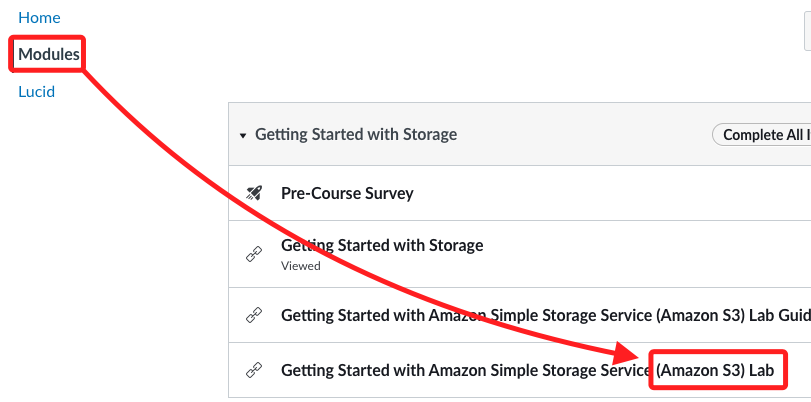 Home
Modules
Lucid
Getting Started with Storage
Complete All
Pre-Course Survey
Getting Started with Storage
Viewed
Getting Started with Amazon Simple Storage Service (Amazon S3) Lab Guid
Getting Started with Amazon Simple Storage Service (Amazon S3) Lab